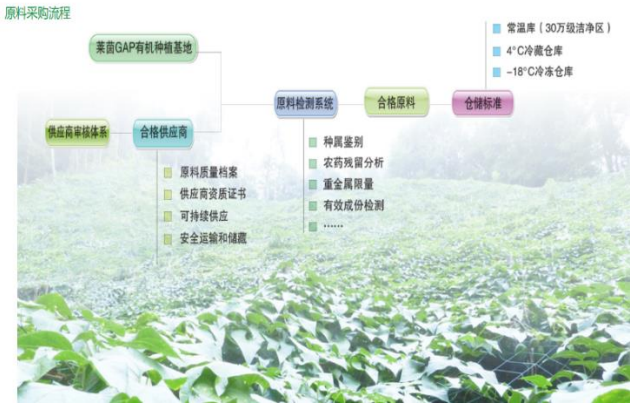 原料采购流程
常温库（30万级洁净区）
4°C冷藏仓库
-18°C冷冻仓库
莱茵GAP有机种植基地
原料检测系统
合格原料
仓储标准
供应商审核体系
合格供应商
种属鉴别
农药残留分析
重金属限量
有效成份检测
……
原料质量档案
供应商资质证书
可持续供应
安全运输和储藏